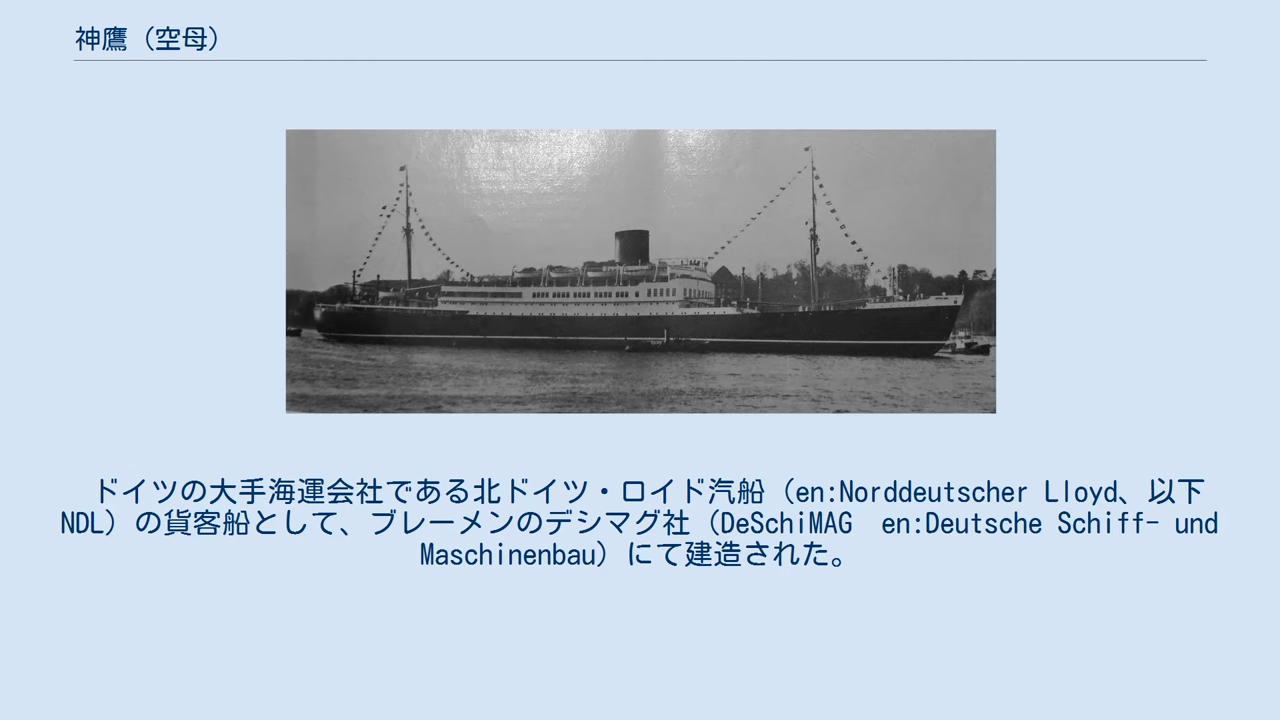 神鷹（空母）
ドイツの大手海運会社である北ドイツ・ロイド汽船（en:Norddeutscher Lloyd、以下
NDL）の貨客船として、ブレーメンのデシマグ社（DeSchiMAG　en:Deutsche Schiff- und
Maschinenbau）にて建造された。